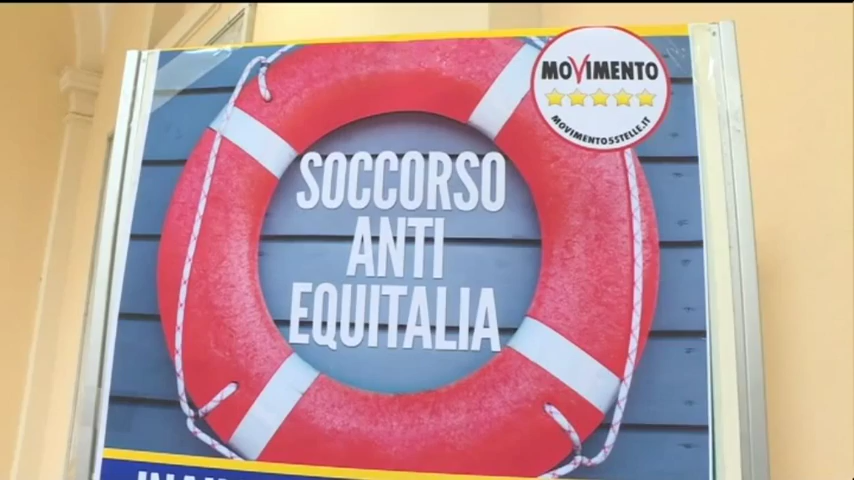 MOVIMENTO
MOVIMENTO5STELLE.IT
SOCCORSO
ANTI
EQUITALIA